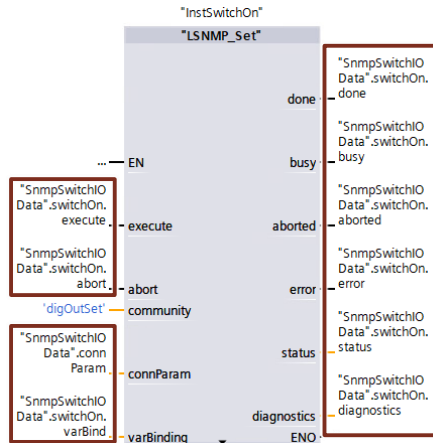 "InstSwitchOn"
"LSNMP_Set"
"SnmpSwitchIO
Data".switchOn.
done
done
"SnmpSwitchIO
Data".switchOn.
busy
busy
... EN
"SnmpSwitchIO
Data".switchOn.
execute
execute
"SnmpSwitchIO
Data".switchOn.
aborted
aborted
"SnmpSwitchIO
Data".switchOn.
abort
abort
"SnmpSwitchIO
Data".switchOn.
error
error
'digOutSet' community
"SnmpSwitchIO
Data".conn
Param
connParam
"SnmpSwitchIO
Data".switchOn.
status
status
"SnmpSwitchIO
Data".switchOn.
varBind
varBinding
"SnmpSwitchIO
Data".switchOn.
diagnostics
diagnostics
ENO